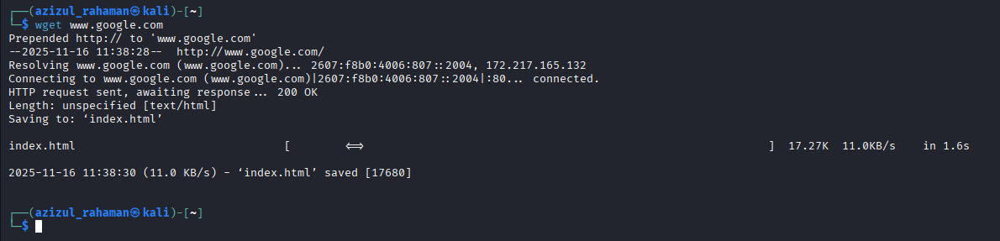 ┌──(azizul_rahaman㉿kali)-[~]
└─$ wget www.google.com
Prepended http:// to 'www.google.com'
--2025-11-16 11:38:28--  http://www.google.com/
Resolving www.google.com (www.google.com)... 2607:f8b0:4006:807::2004, 172.217.165.132
Connecting to www.google.com (www.google.com)|2607:f8b0:4006:807::2004|:80... connected.
HTTP request sent, awaiting response... 200 OK
Length: unspecified [text/html]
Saving to: ‘index.html’
index.html                               [        <=>                                                             ]  17.27K  11.0KB/s    in 1.6s
2025-11-16 11:38:30 (11.0 KB/s) - ‘index.html’ saved [17680]
┌──(azizul_rahaman㉿kali)-[~]
└─$